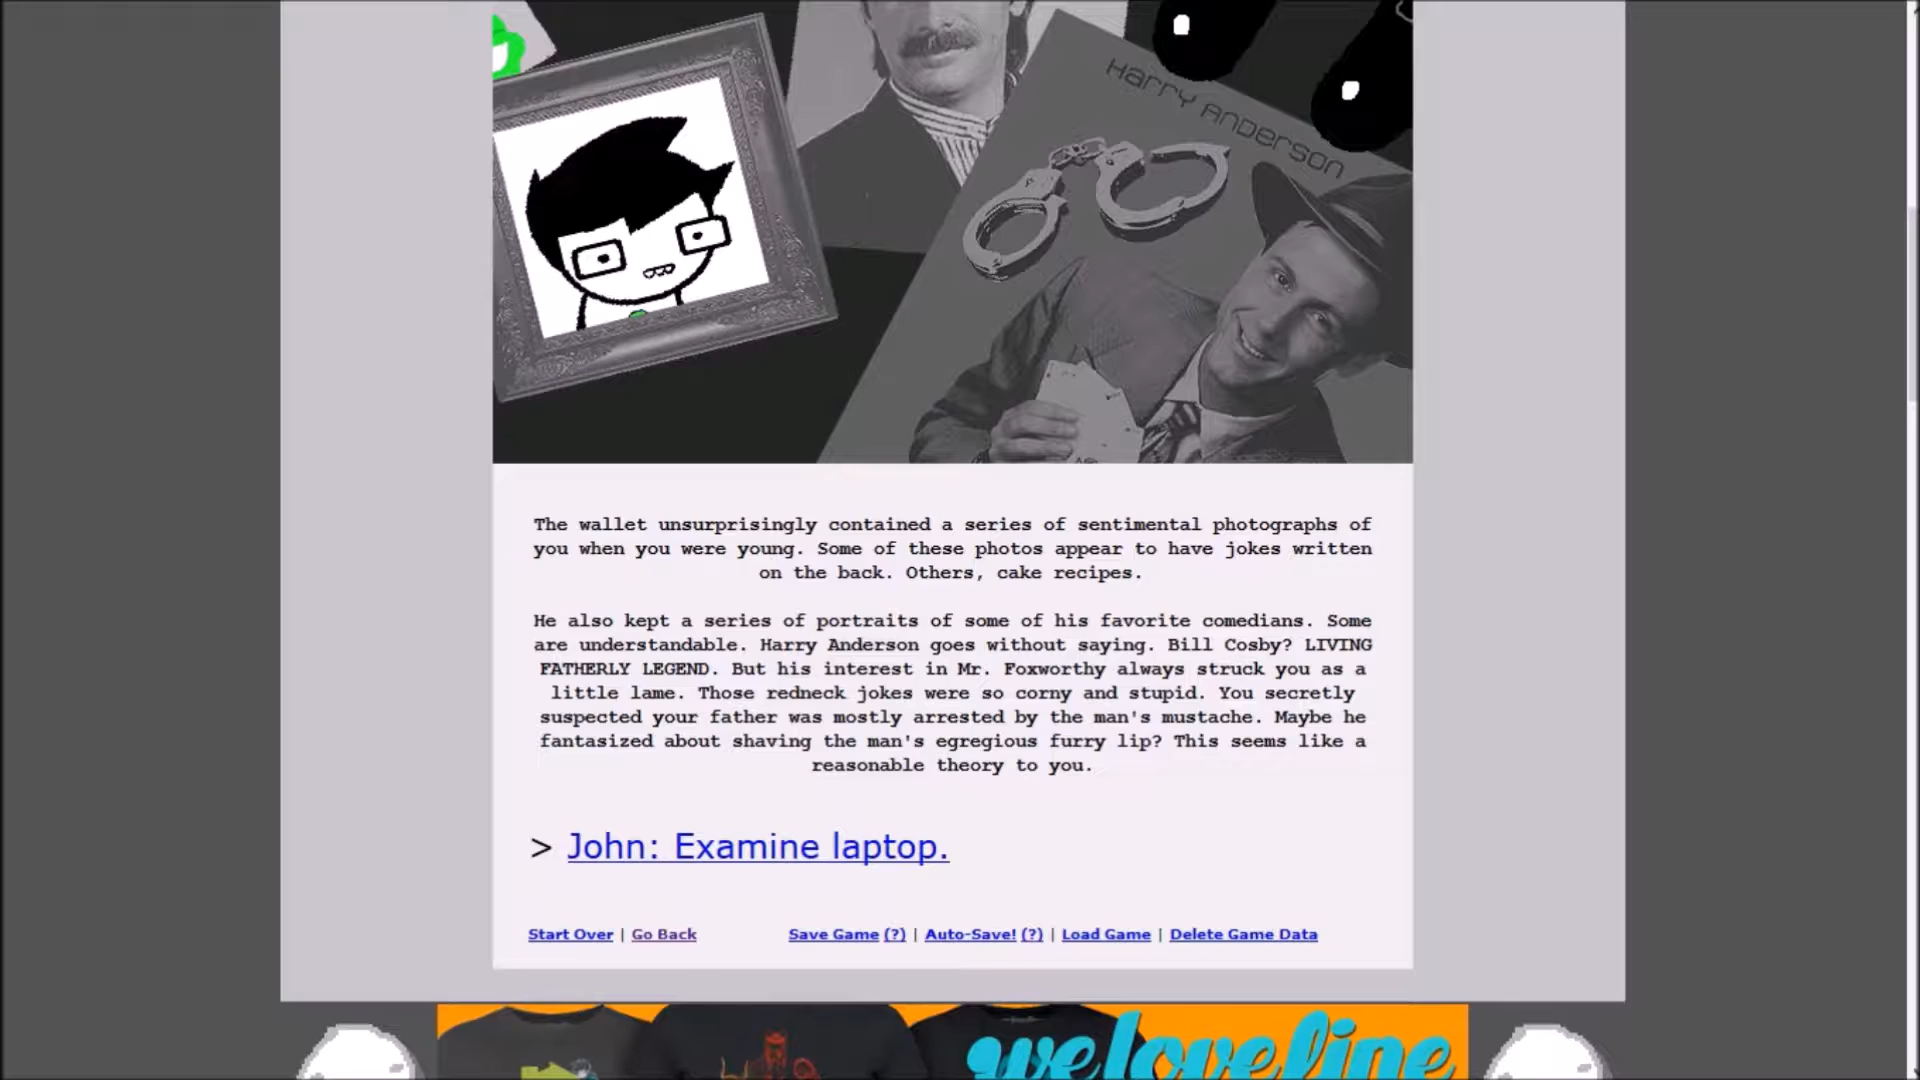 Harry Anderson
The wallet unsurprisingly contained a series of sentimental photographs of
you when you were young. Some of these photos appear to have jokes written
on the back. Others, cake recipes.
He also kept a series of portraits of some of his favorite comedians. Some
are understandable. Harry Anderson goes without saying. Bill Cosby? LIVING
FATHERLY LEGEND. But his interest in Mr. Foxworthy always struck you as a
little lame. Those redneck jokes were so corny and stupid. You secretly
suspected your father was mostly arrested by the man's mustache. Maybe he
fantasized about shaving the man's egregious furry lip? This seems like a
reasonable theory to you.
> John: Examine laptop.
Start Over | Go Back Save Game (?) | Auto-Save! (?) | Load Game | Delete Game Data
welovefine